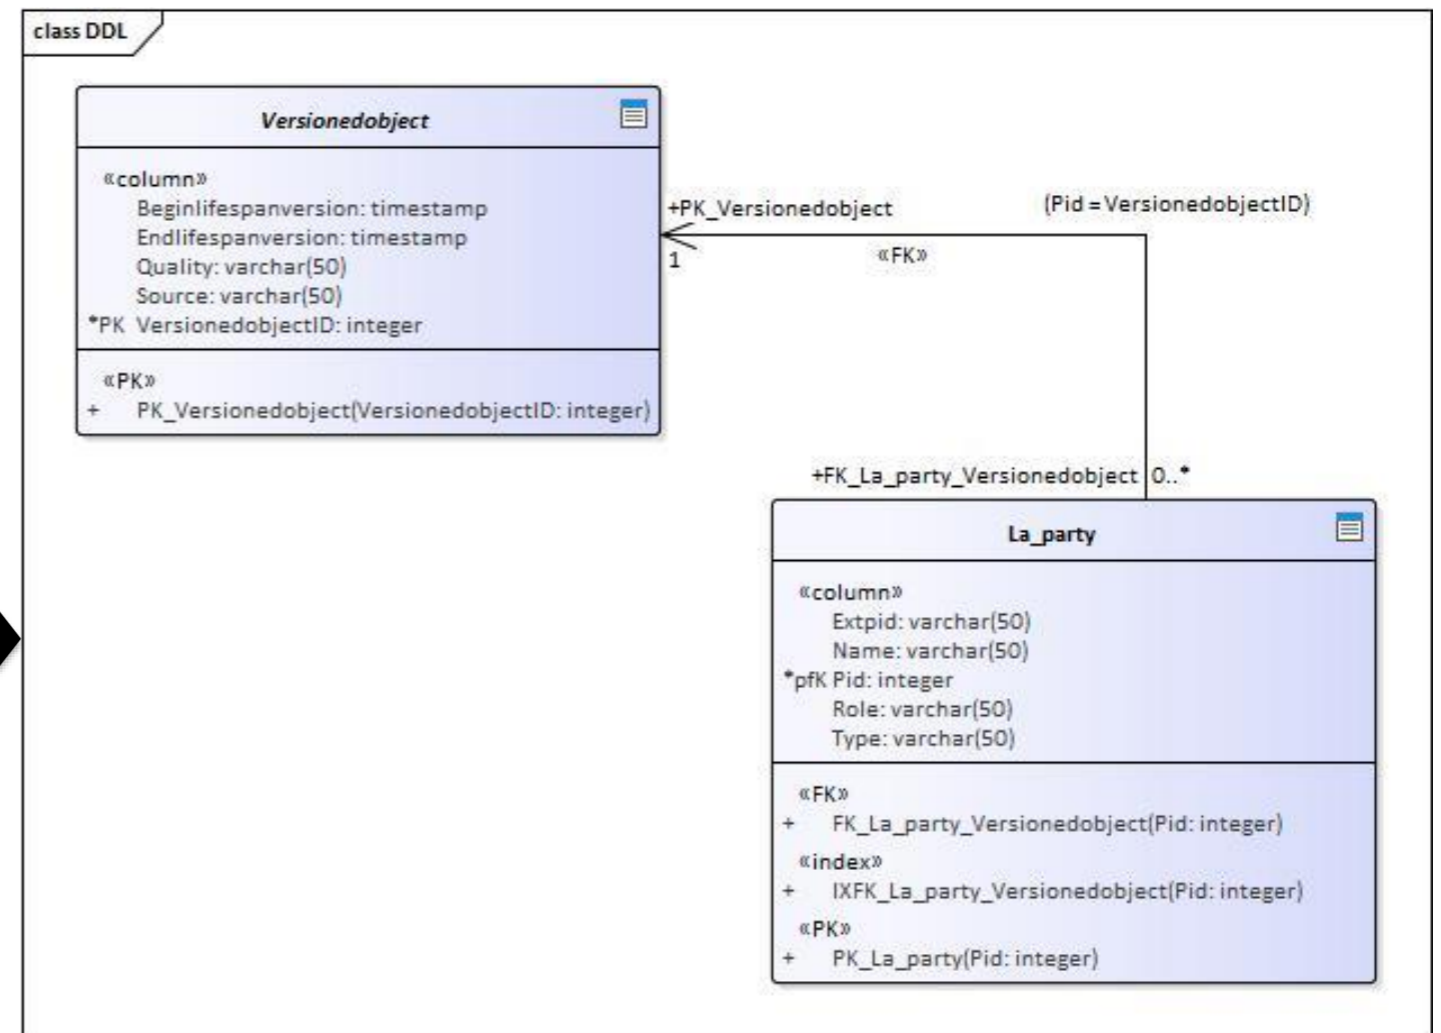 class DDL
Versionedobject
«column»
Beginlifespanversion: timestamp
Endlifespanversion: timestamp
Quality: varchar(50)
Source: varchar(50)
*PK VersionedobjectID: integer
«PK»
+ PK_Versionedobject(VersionedobjectID: integer)
+PK_Versionedobject
(Pid = VersionedobjectID)
1
«FK»
+FK_La_party_Versionedobject 0..*
La_party
«column»
Extpid: varchar(50)
Name: varchar(50)
*pfK Pid: integer
Role: varchar(50)
Type: varchar(50)
«FK»
+ FK_La_party_Versionedobject(Pid: integer)
«index»
+ IXFK_La_party_Versionedobject(Pid: integer)
«PK»
+ PK_La_party(Pid: integer)